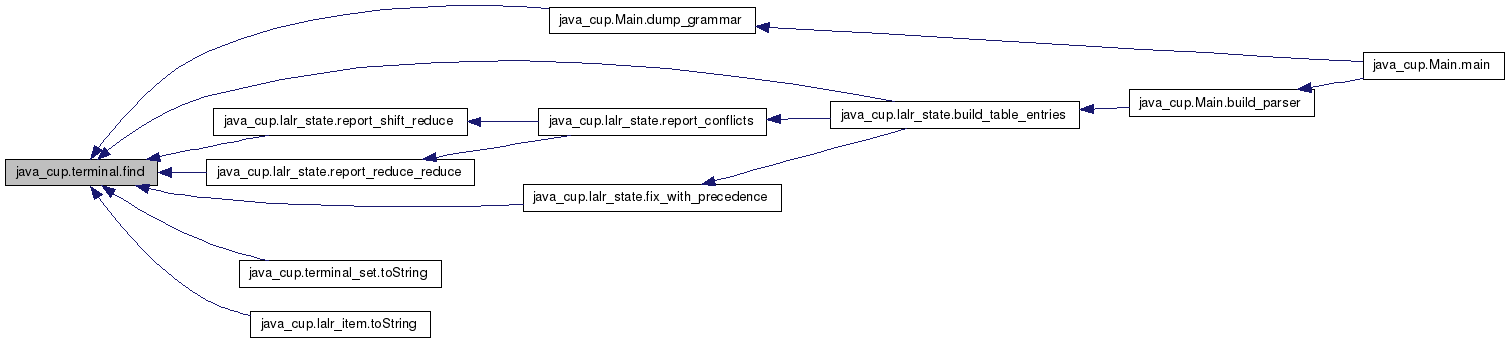 java_cup.Main.dump_grammar
java_cup.Main.main
java_cup.Main.build_parser
java_cup.lalr_state.build_table_entries
java_cup.lalr_state.report_shift_reduce
java_cup.lalr_state.report_conflicts
java_cup.terminal.find
java_cup.lalr_state.report_reduce_reduce
java_cup.lalr_state.fix_with_precedence
java_cup.terminal_set.toString
java_cup.lalr_item.toString